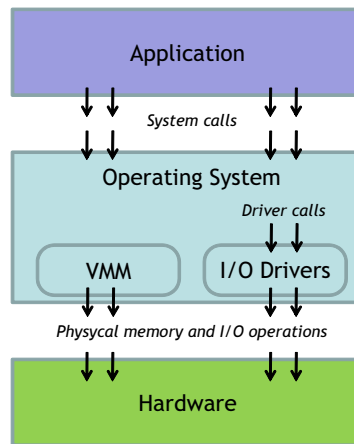 Application
System calls
Operating System
Driver calls
VMM
I/O Drivers
Physycal memory and I/O operations
Hardware